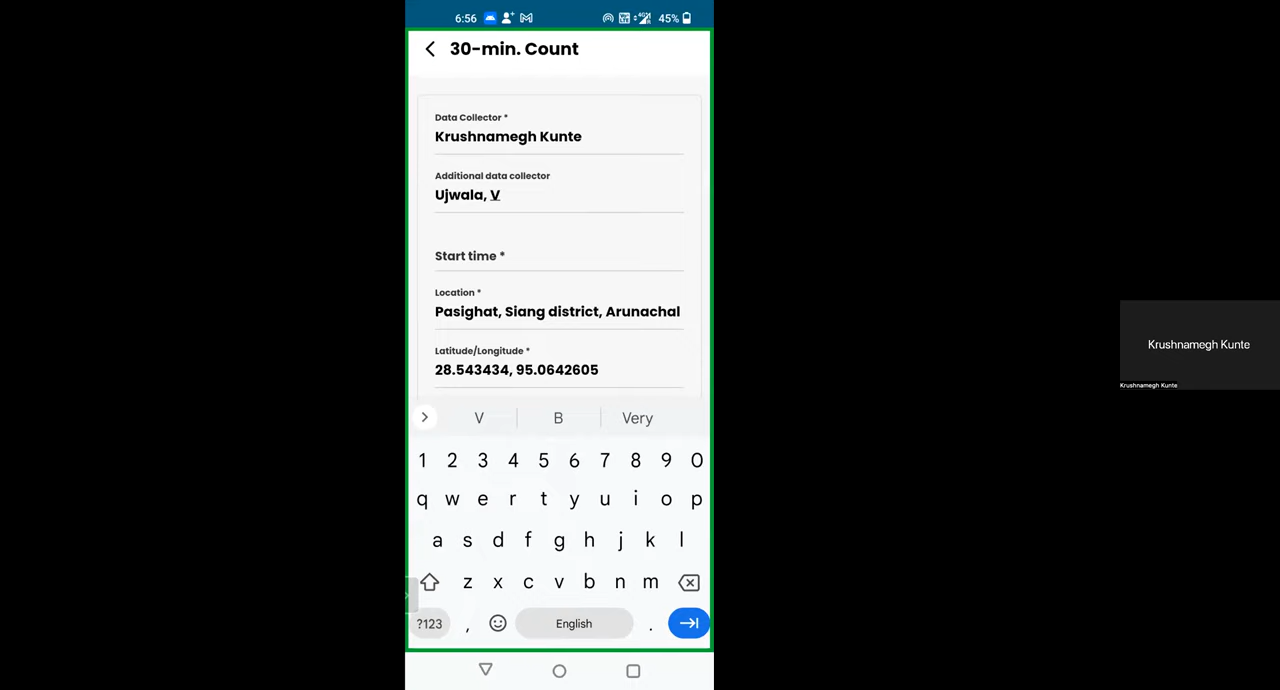 6:56 45%
30-min. Count
Data Collector *
Krushnamegh Kunte
Additional data collector
Ujwala, V
Start time *
Location *
Pasighat, Siang district, Arunachal
Latitude/Longitude *
28.543434, 95.0642605
V B Very
1 2 3 4 5 6 7 8 9 0
q w e r t y u i o p
a s d f g h j k l
z x c v b n m
?123 , English .
Krushnamegh Kunte
Krushnamegh Kunte